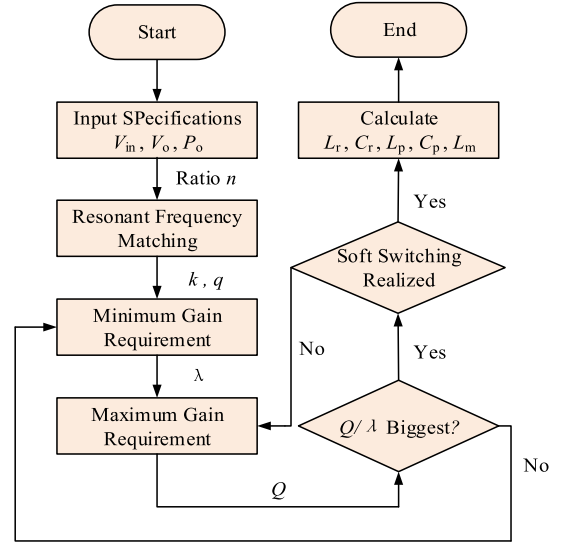 Start
Input SPecifications
Vin , Vo , Po
Ratio n
Resonant Frequency
Matching
k , q
Minimum Gain
Requirement
λ
Maximum Gain
Requirement
Q
Q/ λ Biggest?
No
Yes
Soft Switching
Realized
No
Yes
Calculate
Lr , Cr , Lp , Cp , Lm
End